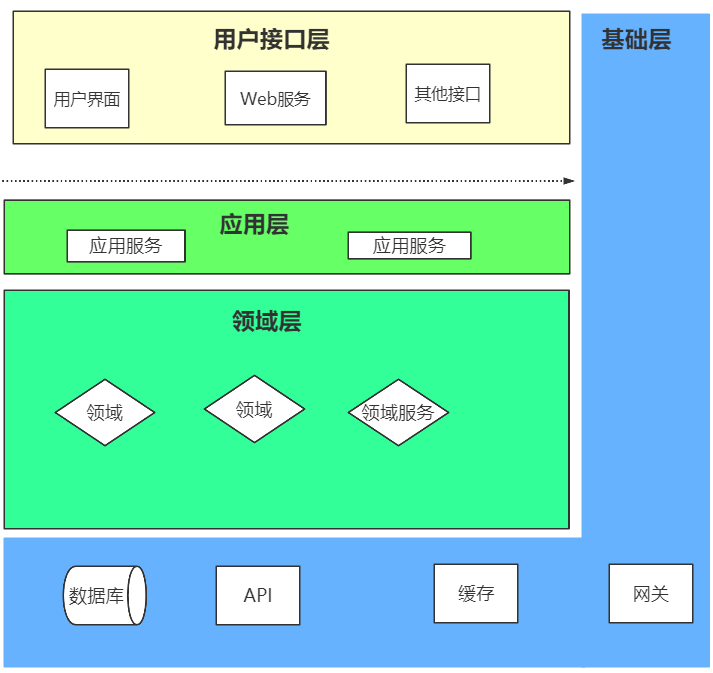 用户接口层
基础层
用户界面
Web服务
其他接口
应用层
应用服务
应用服务
领域层
领域
领域
领域服务
数据库
API
缓存
网关